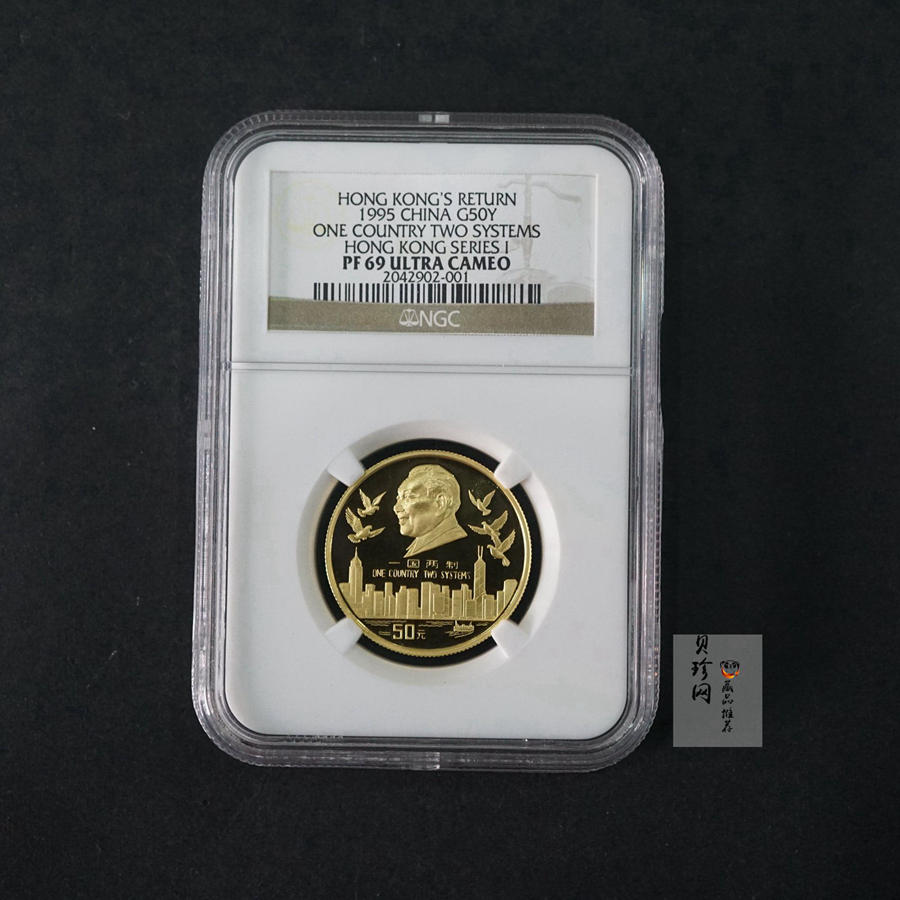 HONG KONG'S RETURN
1995 CHINA G50Y
ONE COUNTRY TWO SYSTEMS
HONG KONG SERIES I
PF 69 ULTRA CAMEO
2042902-001
NGC
一国两制
ONE COUNTRY TWO SYSTEMS
50元
贝珍网
藏品推荐